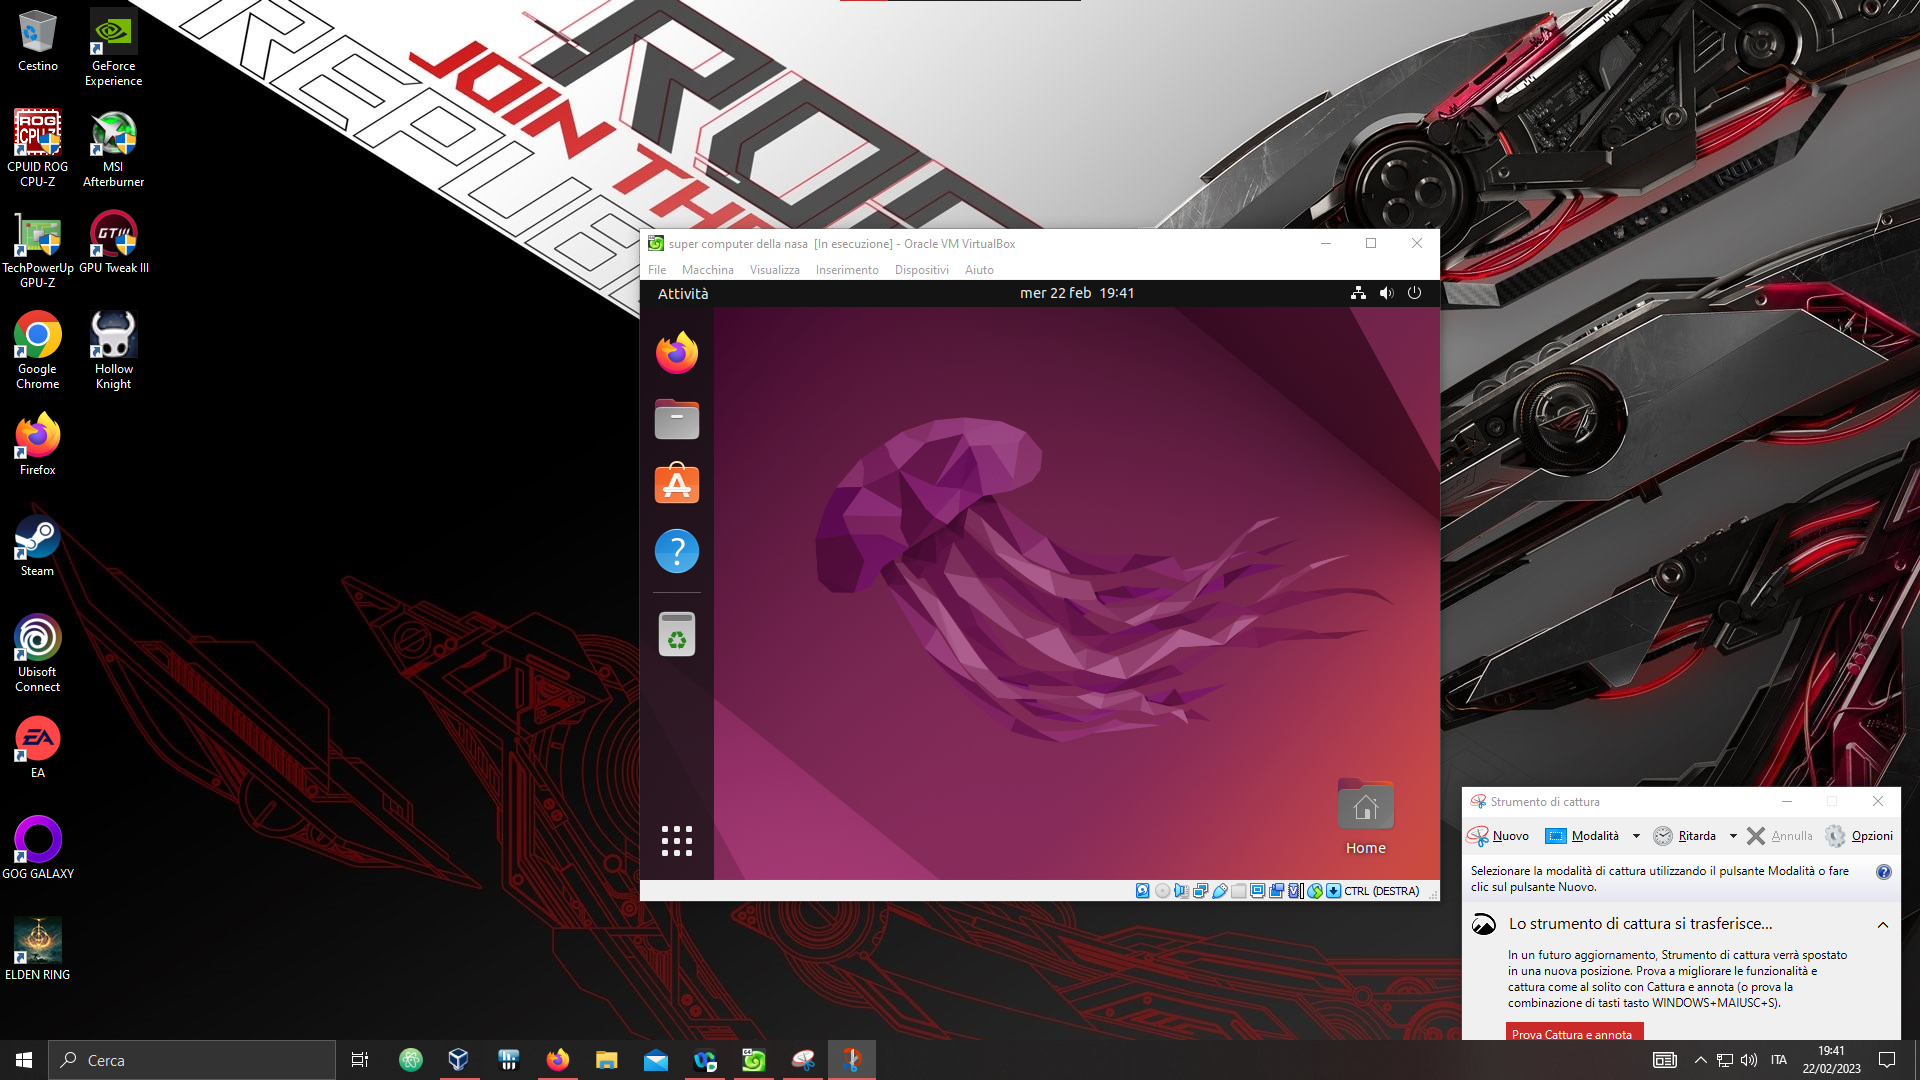 Cestino
GeForce
Experience
ROG
CPU-Z
CPUID ROG
CPU-Z
MSI
Afterburner
TechPowerUp
GPU-Z
GTIII
GPU Tweak III
Google
Chrome
Hollow
Knight
Firefox
Steam
Ubisoft
Connect
EA
EA
GOG GALAXY
ELDEN RING
JOIN THE
ROG
super computer della nasa [In esecuzione] - Oracle VM VirtualBox
File Macchina Visualizza Inserimento Dispositivi Aiuto
Attività
mer 22 feb 19:41
Home
CTRL (DESTRA)
Strumento di cattura
Nuovo Modalità Ritarda Annulla Opzioni
Selezionare la modalità di cattura utilizzando il pulsante Modalità o fare
clic sul pulsante Nuovo.
Lo strumento di cattura si trasferisce...
In un futuro aggiornamento, Strumento di cattura verrà spostato
in una nuova posizione. Prova a migliorare le funzionalità e
cattura come al solito con Cattura e annota (o prova la
combinazione di tasti tasto WINDOWS+MAIUSC+S).
Prova Cattura e annota
Cerca
ITA
19:41
22/02/2023